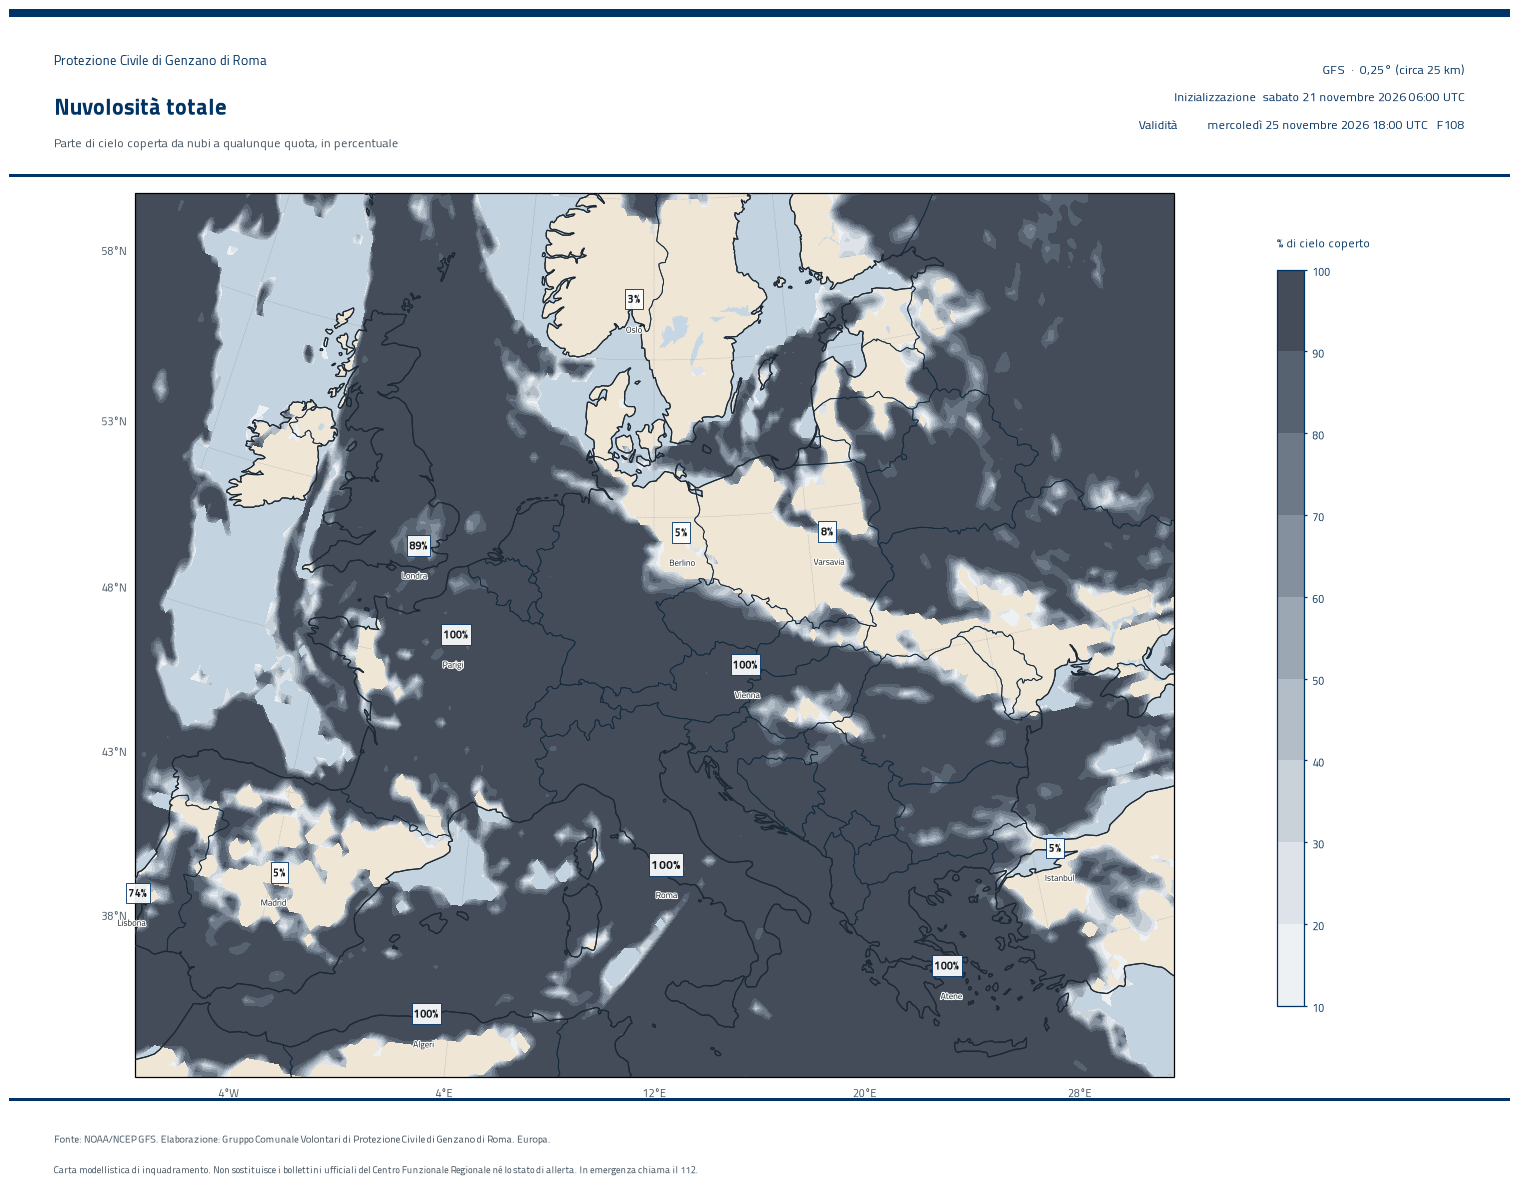 Protezione Civile di Genzano di Roma
Nuvolosità totale
Parte di cielo coperta da nubi a qualunque quota, in percentuale
GFS · 0,25° (circa 25 km)
Inizializzazione sabato 21 novembre 2026 06:00 UTC
Validità mercoledì 25 novembre 2026 18:00 UTC F108
58°N
53°N
48°N
43°N
38°N
4°W
4°E
12°E
20°E
28°E
3%
Oslo
89%
Londra
5%
Berlino
8%
Varsavia
100%
Parigi
100%
Vienna
5%
Madrid
74%
Lisbona
100%
Roma
5%
Istanbul
100%
Atene
100%
Algeri
% di cielo coperto
100
90
80
70
60
50
40
30
20
10
Fonte: NOAA/NCEP GFS. Elaborazione: Gruppo Comunale Volontari di Protezione Civile di Genzano di Roma. Europa.
Carta modellistica di inquadramento. Non sostituisce i bollettini ufficiali del Centro Funzionale Regionale né lo stato di allerta. In emergenza chiama il 112.